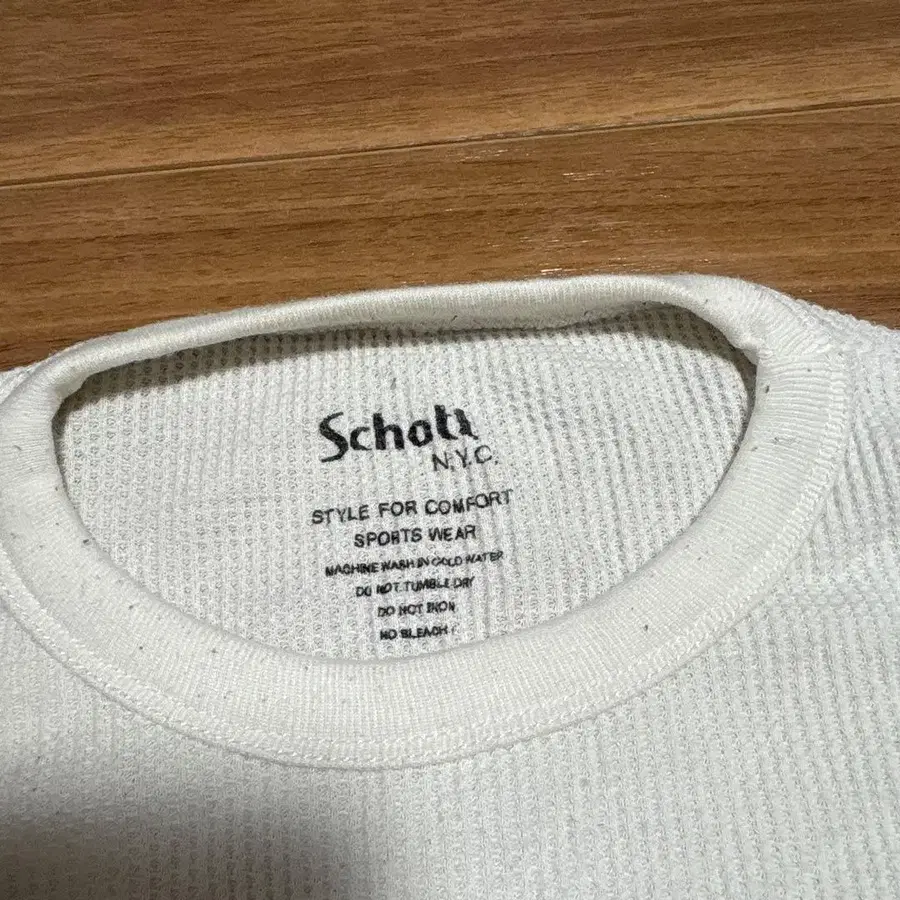 Schott
N.Y.C.
STYLE FOR COMFORT
SPORTS WEAR
MACHINE WASH IN COLD WATER
DO NOT TUMBLE DRY
DO NOT IRON
NO BLEACH